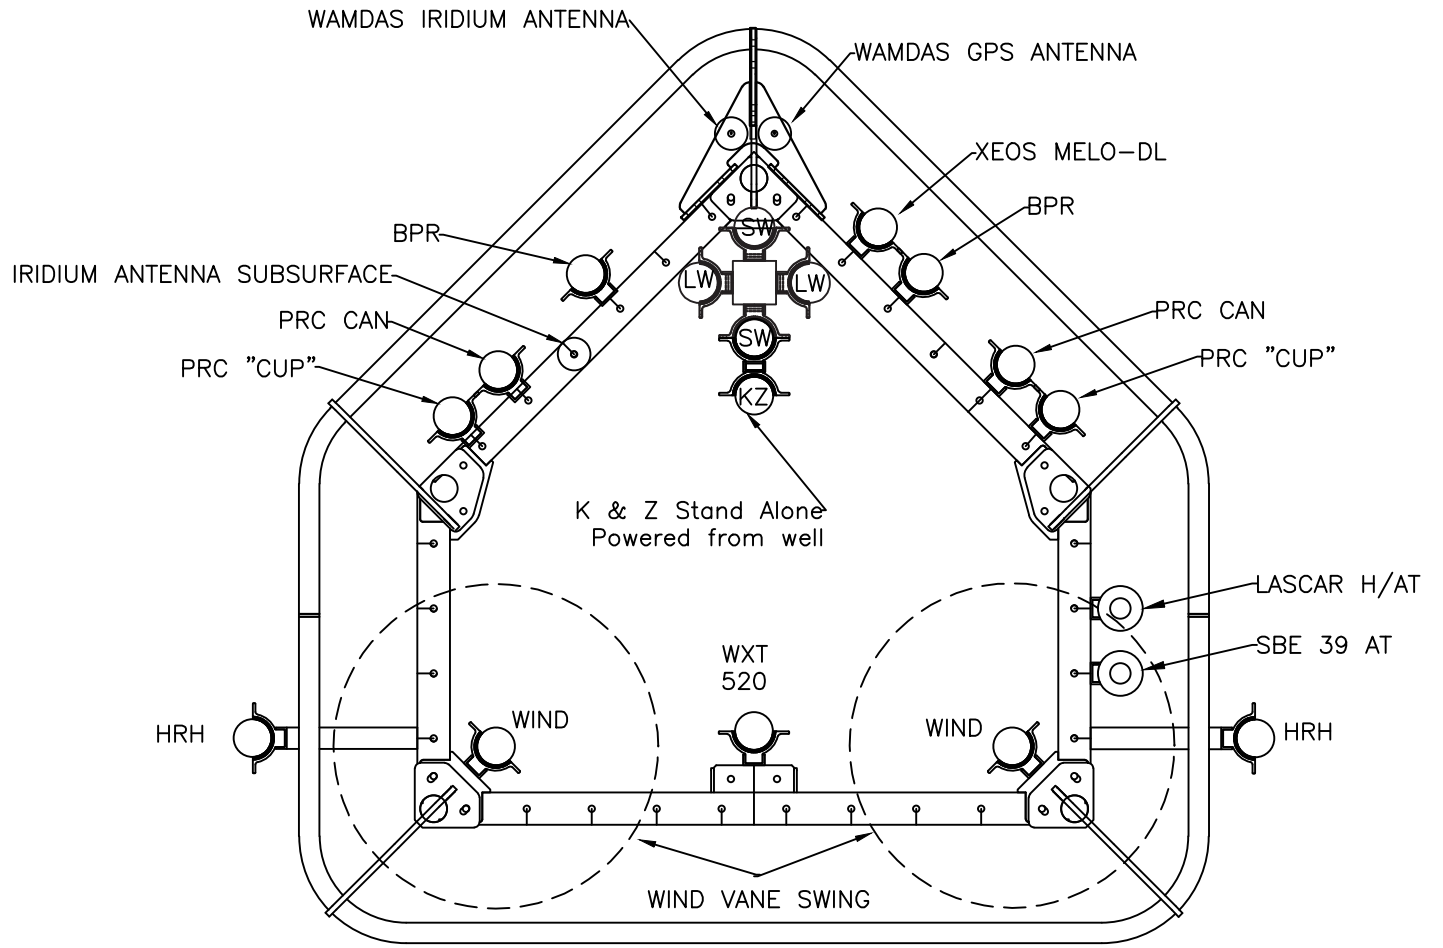 WAMDAS IRIDIUM ANTENNA
WAMDAS GPS ANTENNA
XEOS MELO-DL
BPR
BPR
IRIDIUM ANTENNA SUBSURFACE
SW
LW
LW
PRC CAN
PRC CAN
SW
PRC "CUP"
PRC "CUP"
KZ
K & Z Stand Alone
Powered from well
LASCAR H/AT
SBE 39 AT
WXT
520
HRH
WIND
WIND
HRH
WIND VANE SWING